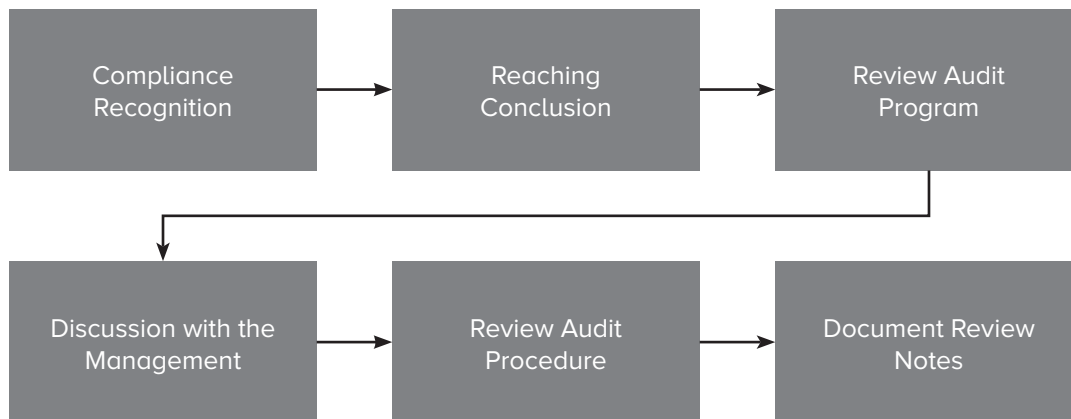 Compliance
Recognition
Reaching
Conclusion
Review Audit
Program
Discussion with the
Management
Review Audit
Procedure
Document Review
Notes